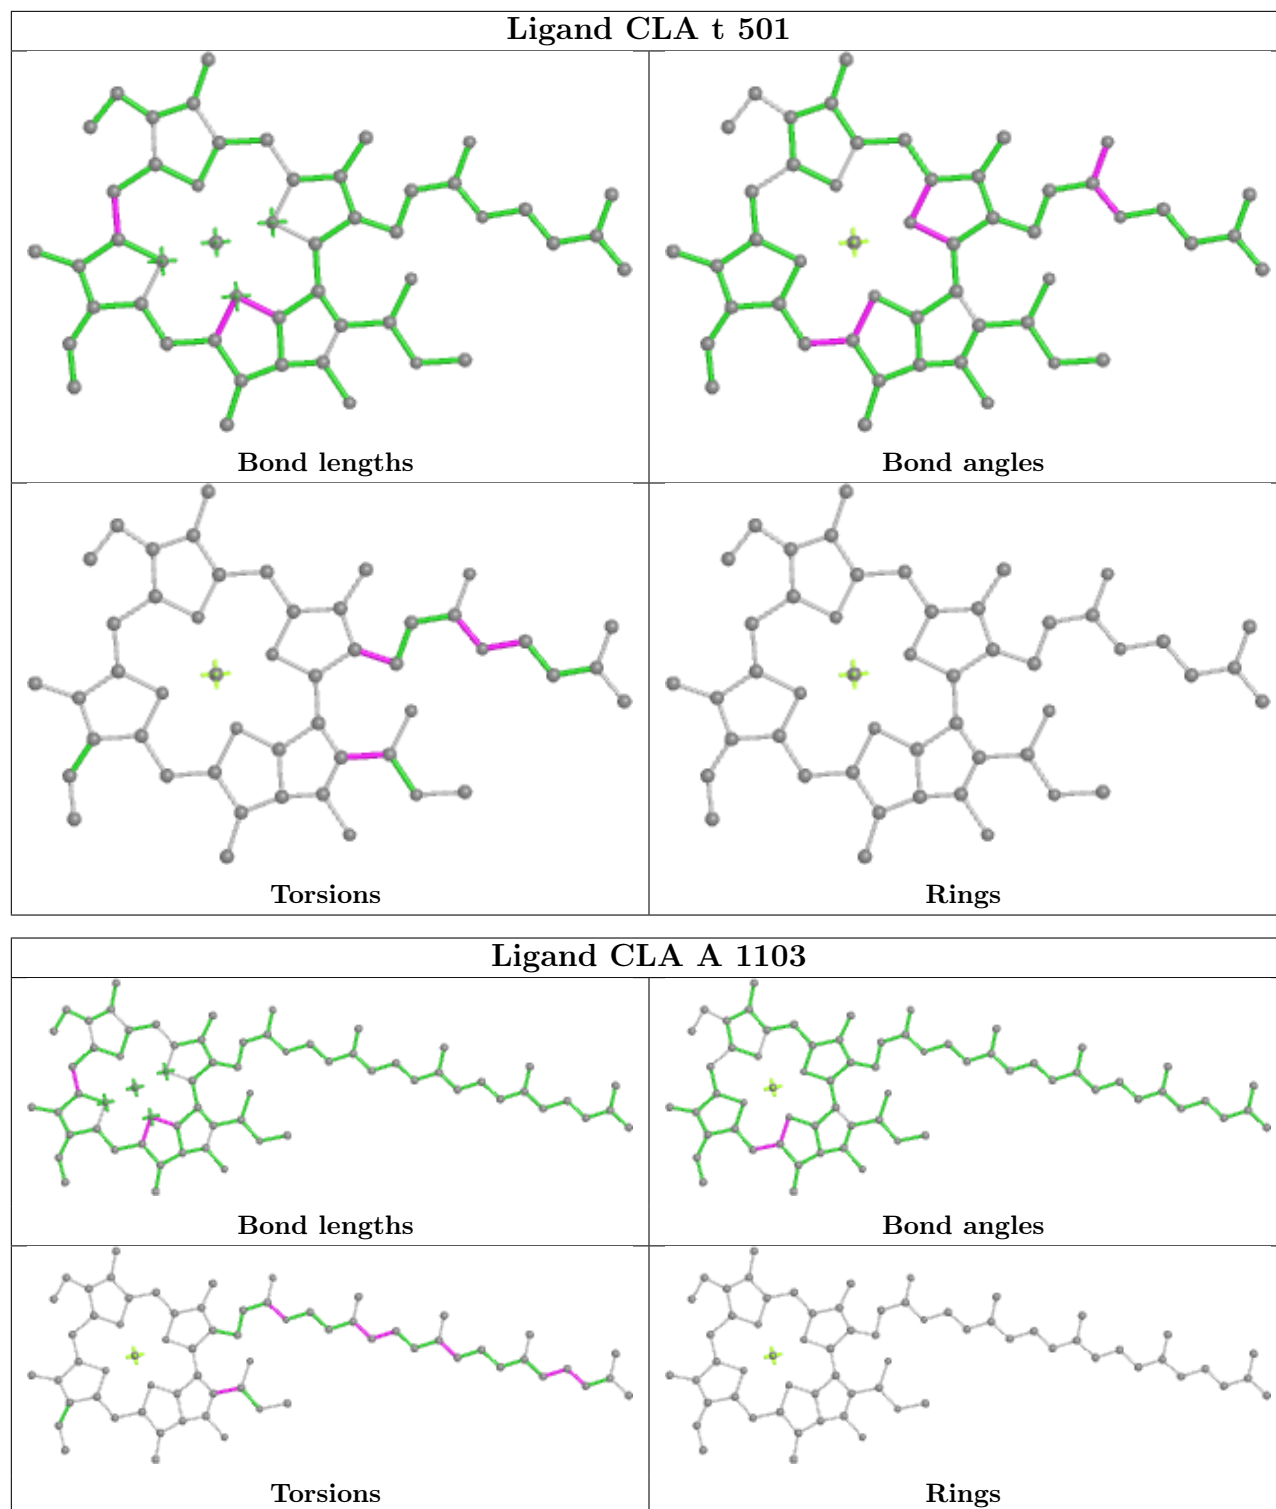 Ligand CLA t 501
Bond lengths
Bond angles
Torsions
Rings
Ligand CLA A 1103
Bond lengths
Bond angles
Torsions
Rings